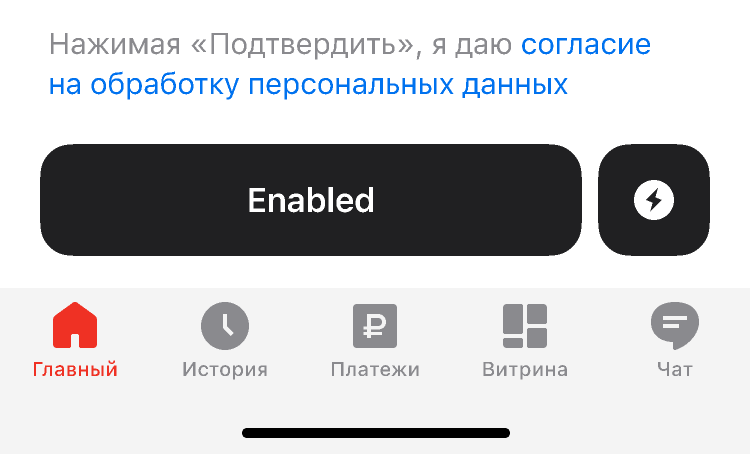 Нажимая «Подтвердить», я даю согласие
на обработку персональных данных
Enabled
Главный История Платежи Витрина Чат